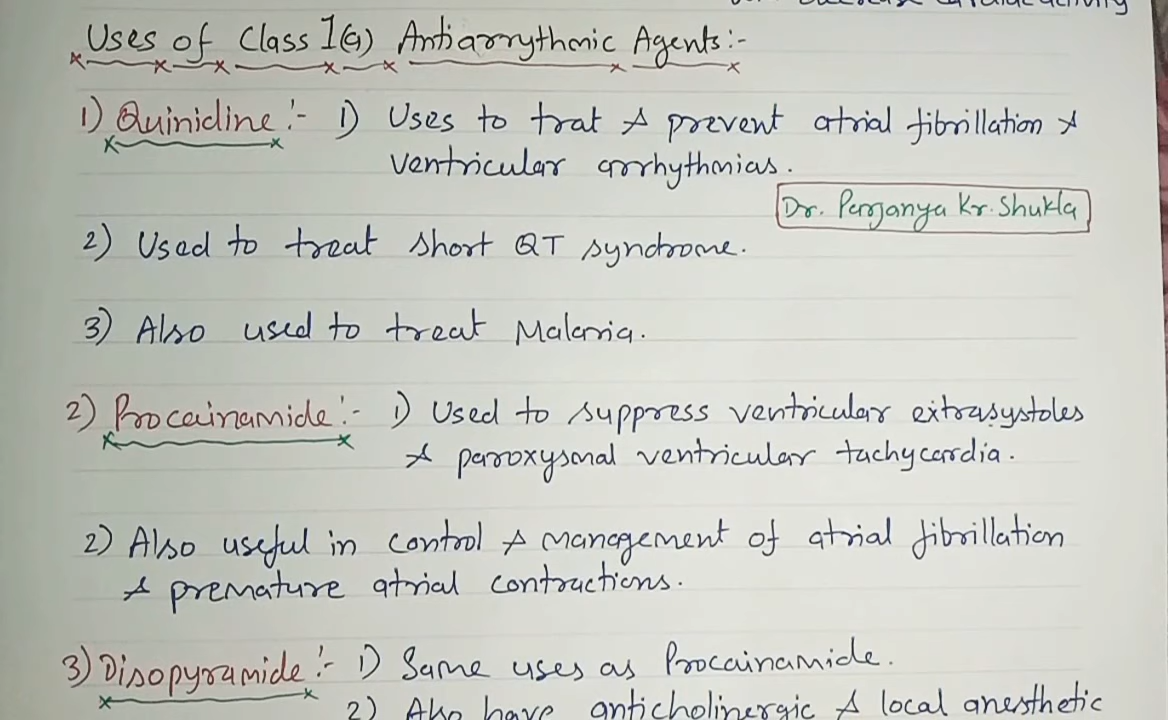 decrease cardiac activity
Uses of Class I(a) Antiarrythmic Agents:-
1) Quinidine:- 1) Uses to trat & prevent atrial fibrillation &
ventricular arrhythmias.
Dr. Parjanya Kr. Shukla
2) Used to treat short QT syndrome.
3) Also used to treat Malaria.
2) Procainamide:- 1) Used to suppress ventricular extrasystoles
& paroxysmal ventricular tachycardia.
2) Also useful in control & management of atrial fibrillation
& premature atrial contractions.
3) Disopyramide:- 1) Same uses as Procainamide.
2) Also have anticholinergic & local anesthetic